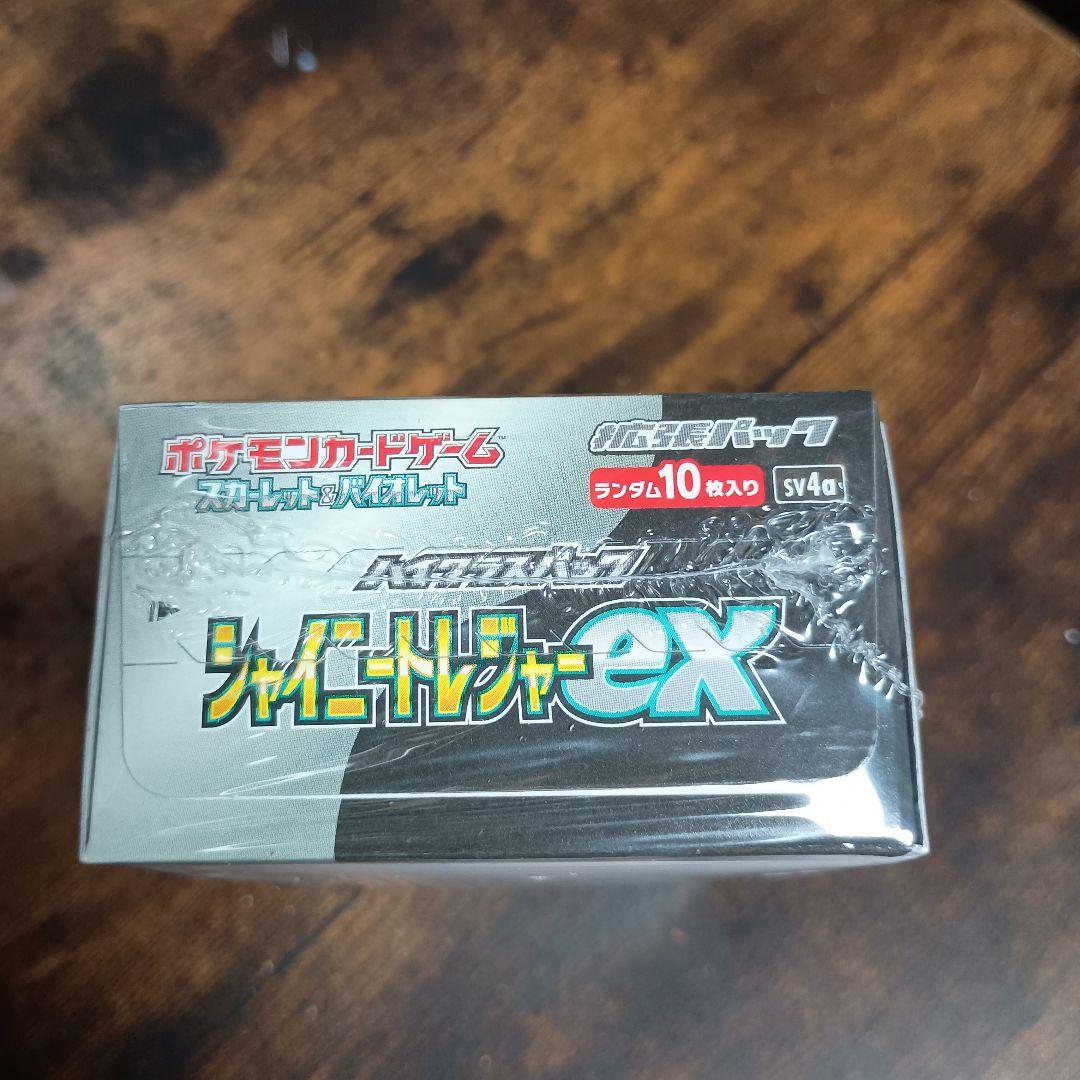 ポケモンカードゲーム™
スカーレット&バイオレット
拡張パック
ランダム10枚入り sv4a
ハイクラスパック
シャイニートレジャーex